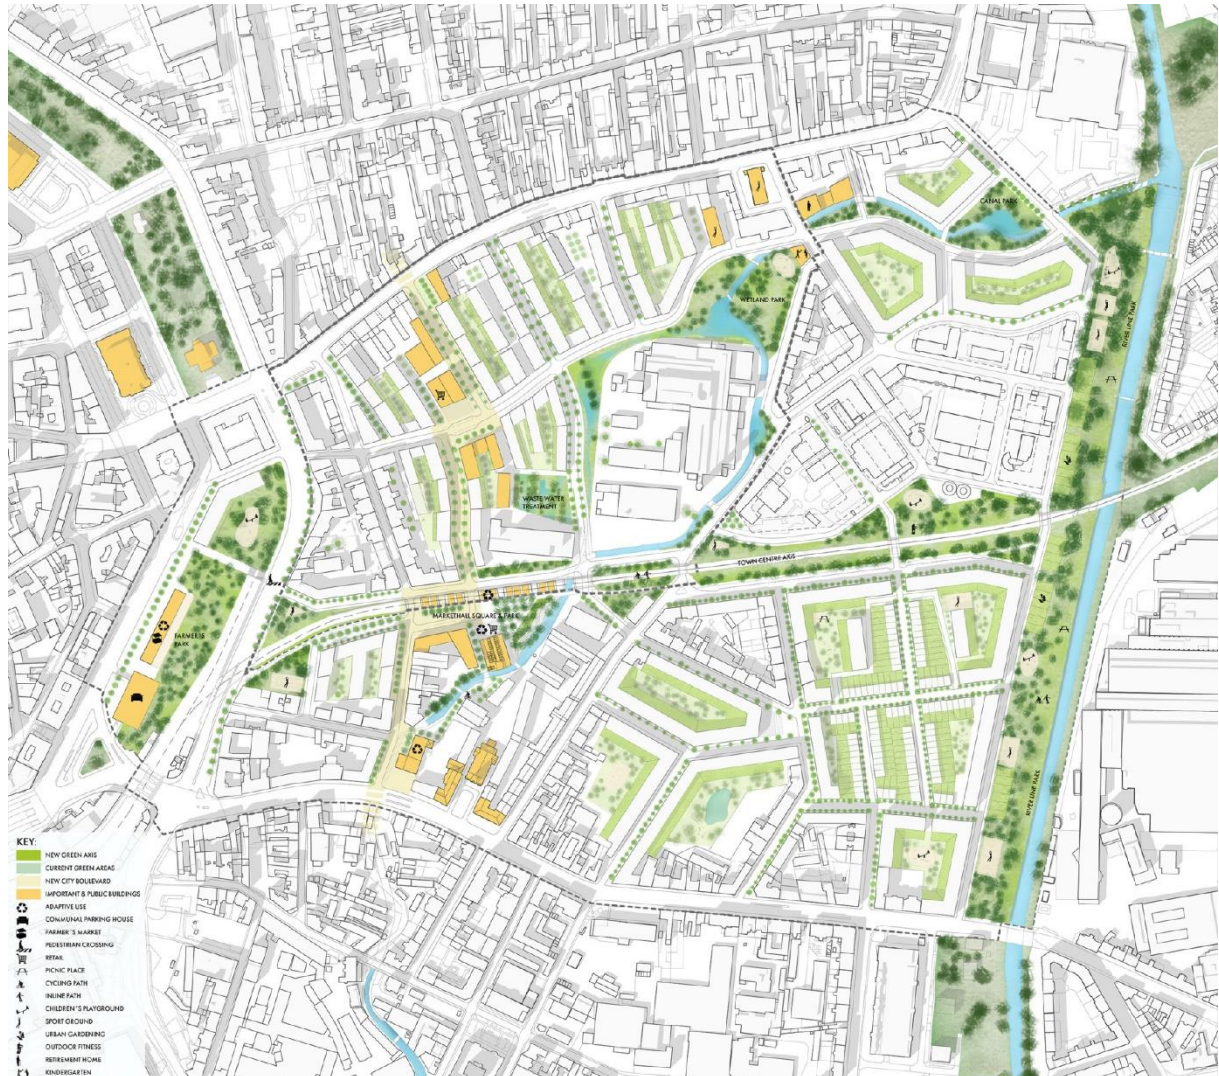 CANAL PARK
WETLAND PARK
RIVER LINE PARK
WASTE WATER
TREATMENT
TOWN CENTRE AXIS
MARKETHALL SQUARE & PARK
FARMER'S
PARK
RIVER LINE PARK
KEY:
NEW GREEN AXIS
CURRENT GREEN AREAS
NEW CITY BOULEVARD
IMPORTANT & PUBLIC BUILDINGS
ADAPTIVE USE
COMMUNAL PARKING HOUSE
FARMER'S MARKET
PEDESTRIAN CROSSING
RETAIL
PICNIC PLACE
CYCLING PATH
INLINE PATH
CHILDREN'S PLAYGROUND
SPORT GROUND
URBAN GARDENING
OUTDOOR FITNESS
RETIREMENT HOME
KINDERGARTEN